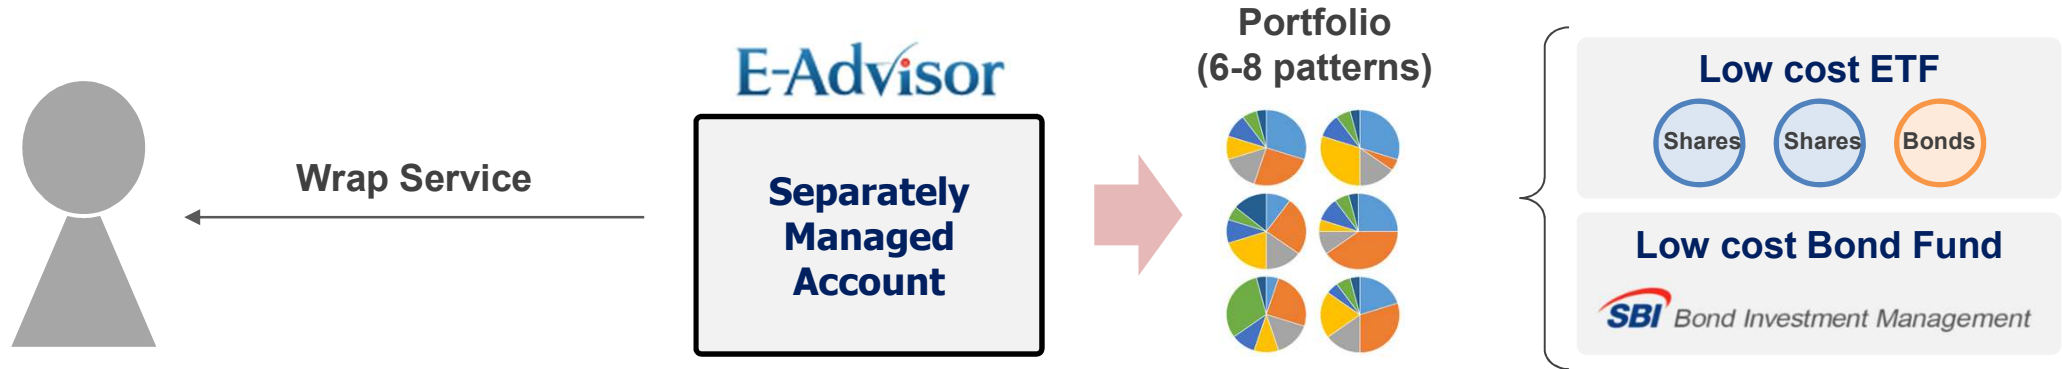 Wrap Service
E-Advisor
Separately
Managed
Account
Portfolio
(6-8 patterns)
Low cost ETF
Shares
Shares
Bonds
Low cost Bond Fund
SBI Bond Investment Management